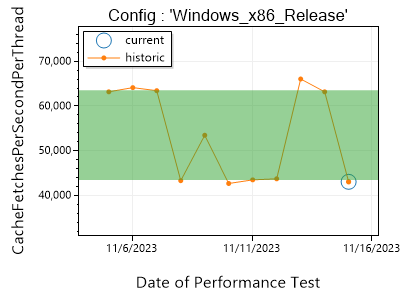 Config : 'Windows_x86_Release'
current
historic
CacheFetchesPerSecondPerThread
70,000
60,000
50,000
40,000
11/6/2023
11/11/2023
11/16/2023
Date of Performance Test